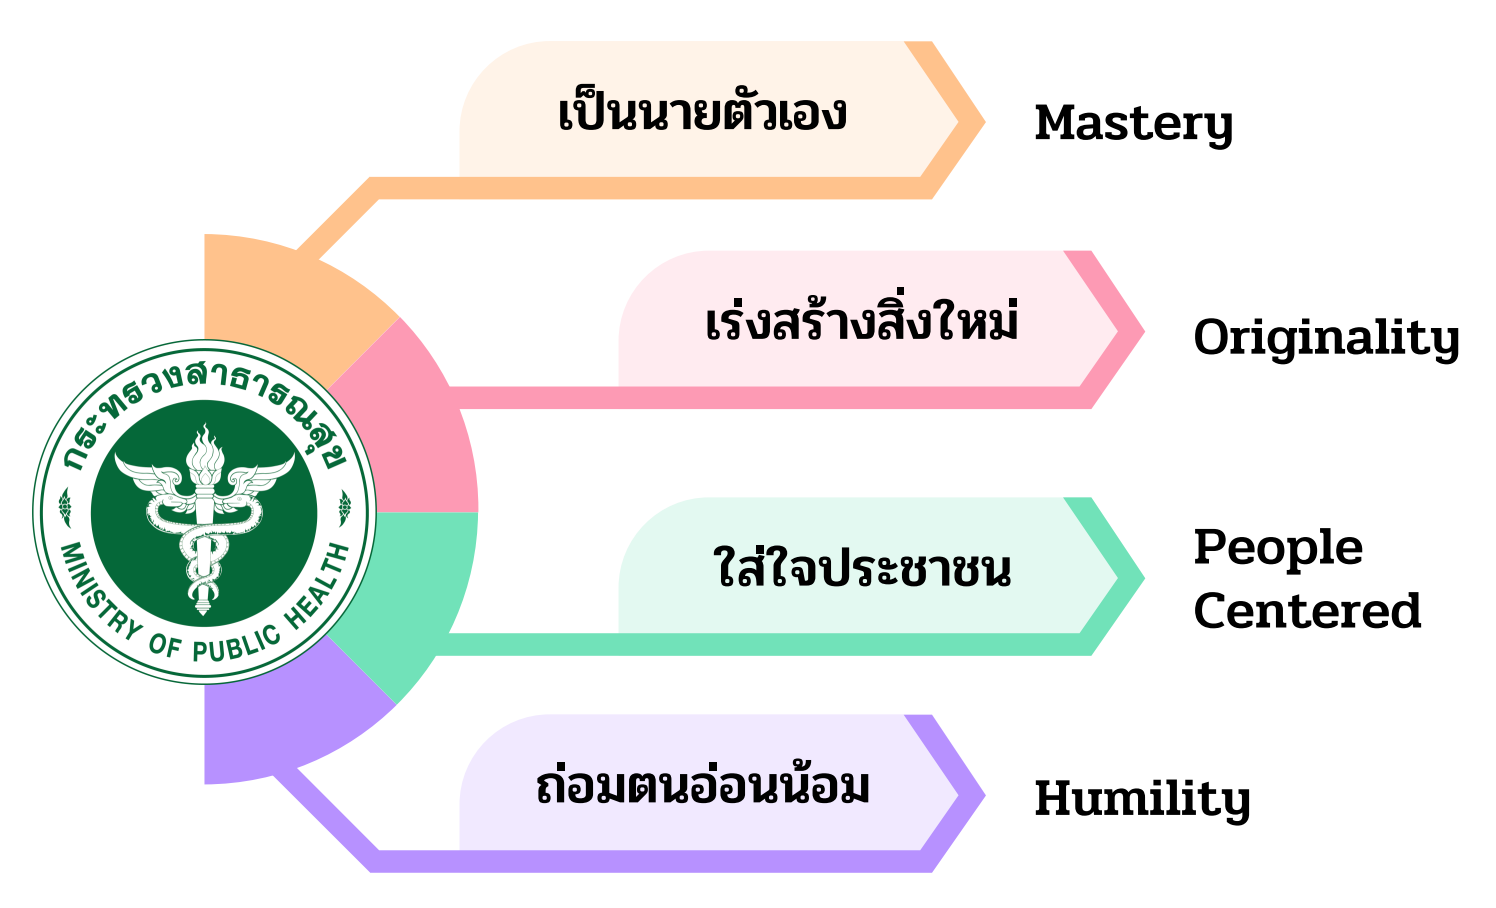 เป็นนายตัวเอง
Mastery
เร่งสร้างสิ่งใหม่
Originality
กระทรวงสาธารณสุข
MINISTRY OF PUBLIC HEALTH
ใส่ใจประชาชน
People
Centered
ถ่อมตนอ่อนน้อม
Humility